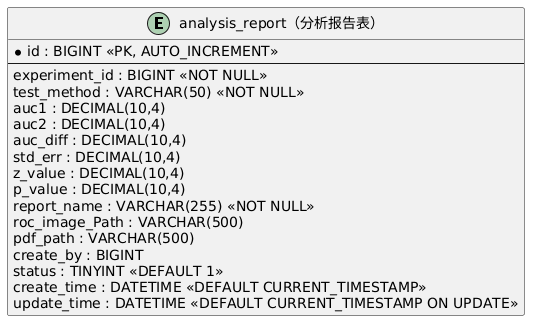 E analysis_report（分析报告表）
id : BIGINT «PK, AUTO_INCREMENT»
experiment_id : BIGINT «NOT NULL»
test_method : VARCHAR(50) «NOT NULL»
auc1 : DECIMAL(10,4)
auc2 : DECIMAL(10,4)
auc_diff : DECIMAL(10,4)
std_err : DECIMAL(10,4)
z_value : DECIMAL(10,4)
p_value : DECIMAL(10,4)
report_name : VARCHAR(255) «NOT NULL»
roc_image_Path : VARCHAR(500)
pdf_path : VARCHAR(500)
create_by : BIGINT
status : TINYINT «DEFAULT 1»
create_time : DATETIME «DEFAULT CURRENT_TIMESTAMP»
update_time : DATETIME «DEFAULT CURRENT_TIMESTAMP ON UPDATE»